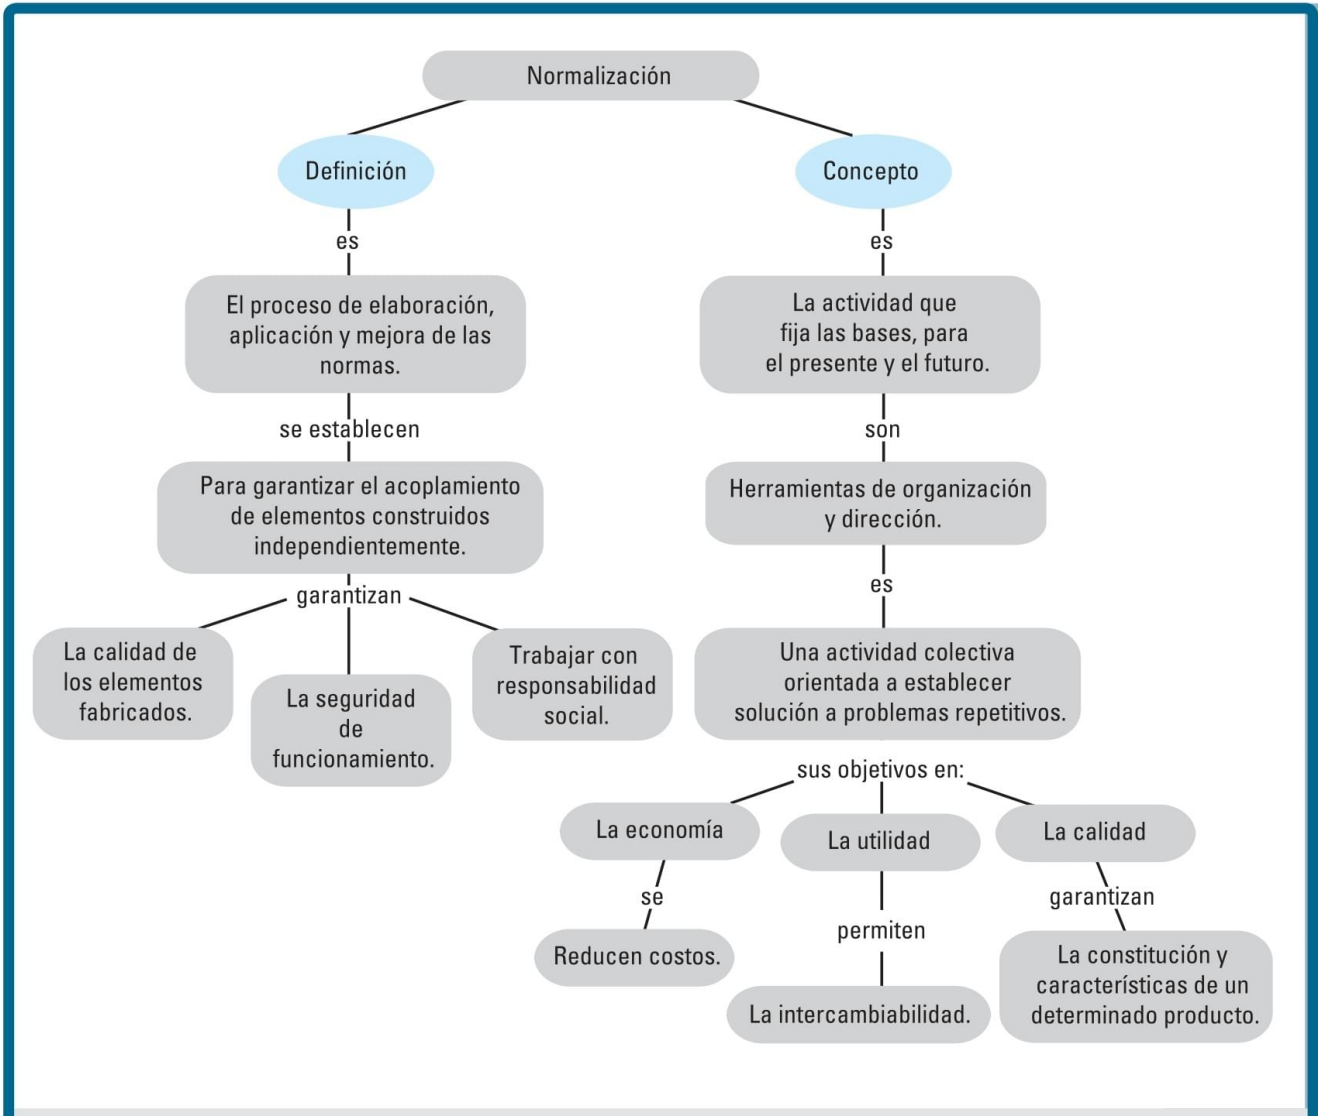 Normalización
Definición
es
El proceso de elaboración,
aplicación y mejora de las
normas.
se establecen
Para garantizar el acoplamiento
de elementos construidos
independientemente.
garantizan
La calidad de
los elementos
fabricados.
La seguridad
de
funcionamiento.
Trabajar con
responsabilidad
social.
Concepto
es
La actividad que
fija las bases, para
el presente y el futuro.
son
Herramientas de organización
y dirección.
es
Una actividad colectiva
orientada a establecer
solución a problemas repetitivos.
sus objetivos en:
La economía
se
Reducen costos.
La utilidad
permiten
La intercambiabilidad.
La calidad
garantizan
La constitución y
características de un
determinado producto.